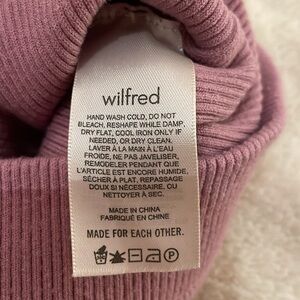 wilfred
HAND WASH COLD, DO NOT
BLEACH, RESHAPE WHILE DAMP,
DRY FLAT, COOL IRON ONLY IF
NEEDED, OR DRY CLEAN.
LAVER À LA MAIN À L'EAU
FROIDE, NE PAS JAVELISER,
REMODELER PENDANT QUE
L'ARTICLE EST ENCORE HUMIDE,
SÉCHER À PLAT, REPASSAGE
DOUX SI NÉCESSAIRE, OU
NETTOYER À SEC.
MADE IN CHINA
FABRIQUÉ EN CHINE
MADE FOR EACH OTHER.